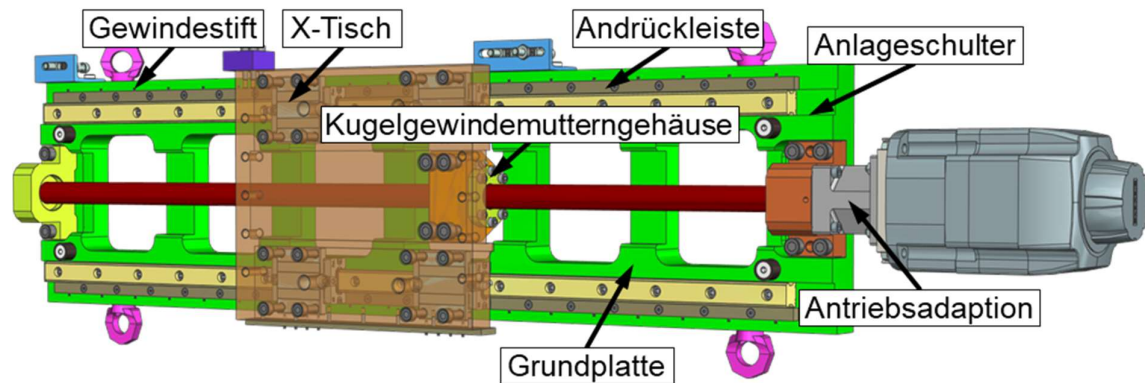 Gewindestift
X-Tisch
Andrückleiste
Anlageschulter
Kugelgewindemutterngehäuse
Antriebsadaption
Grundplatte